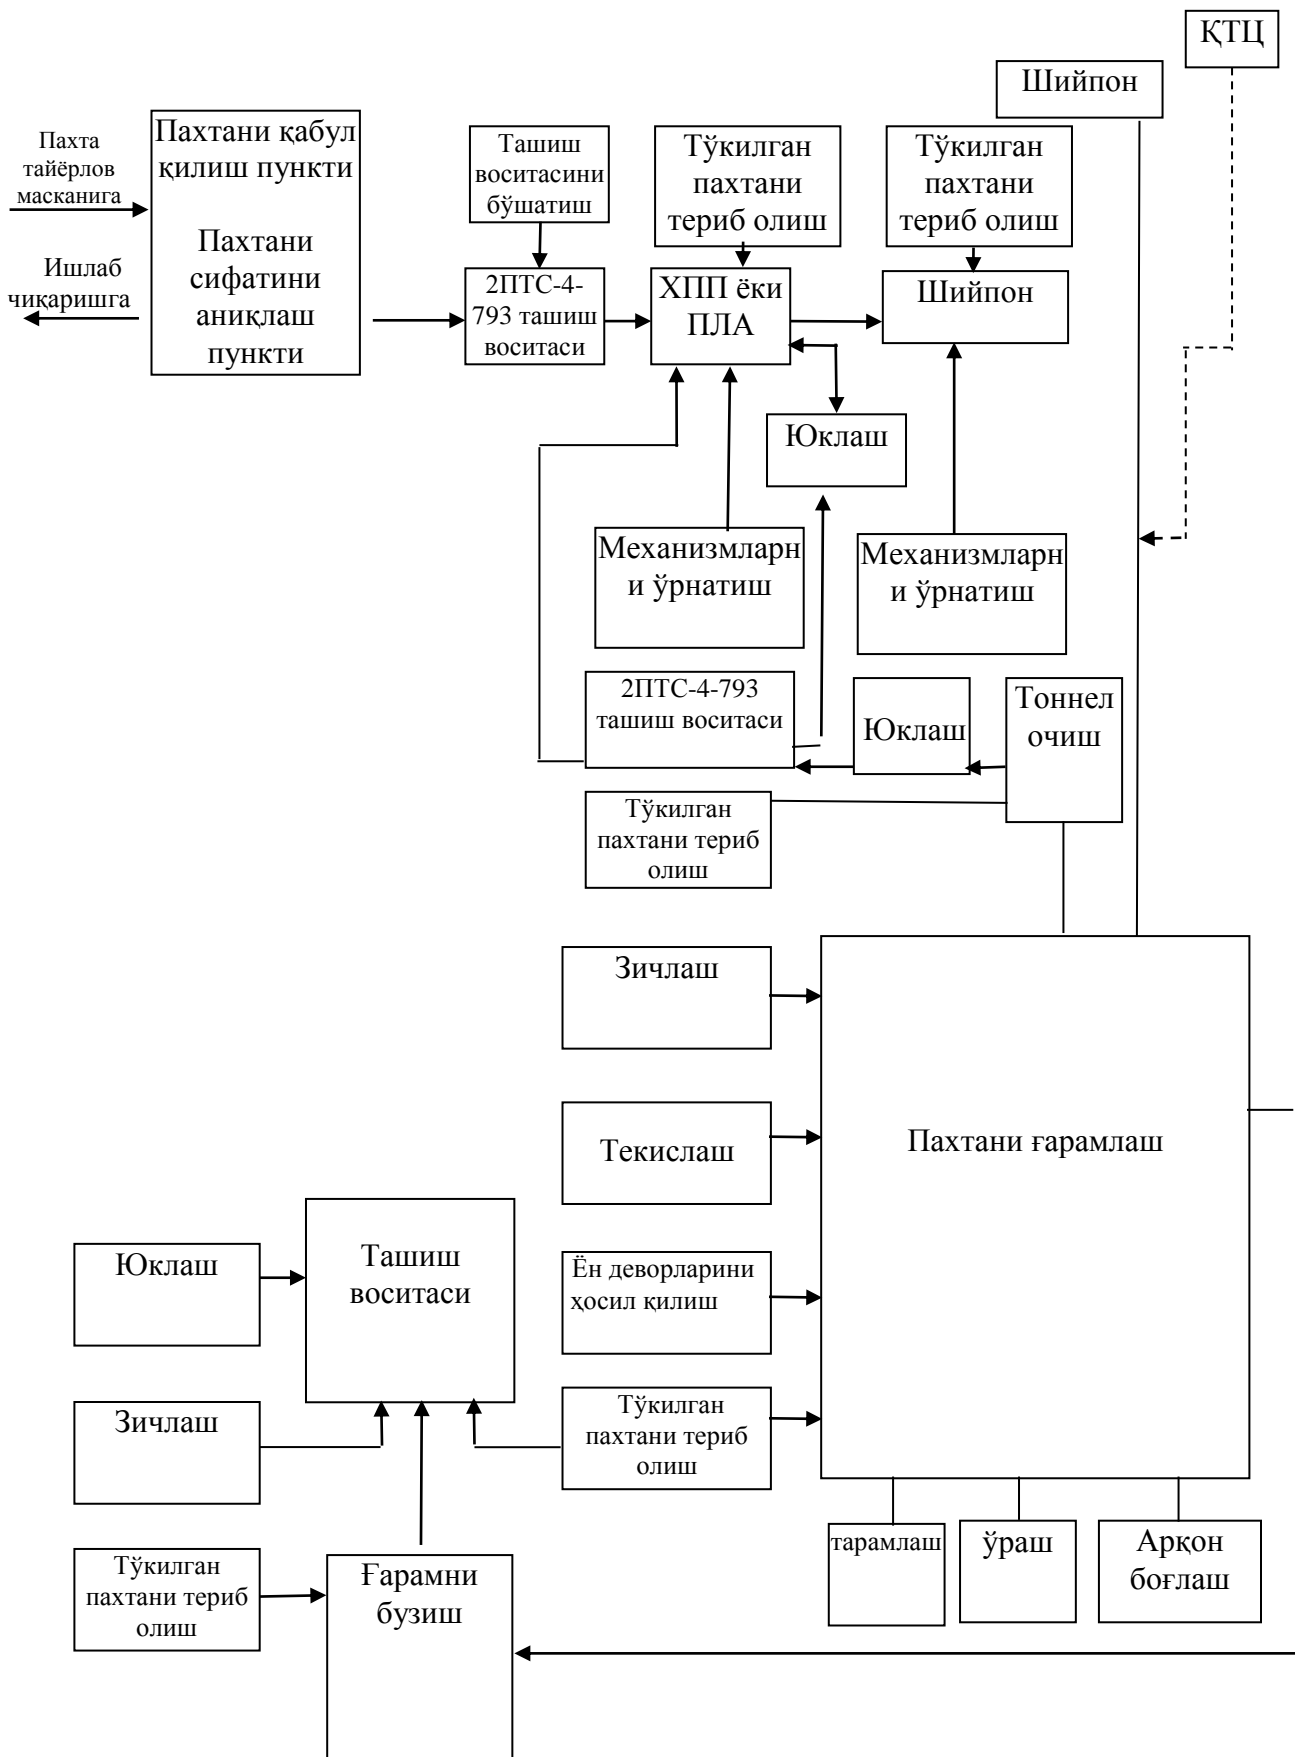 ҚТЦ
Шийпон
Пахта
тайёрлов
масканига
Ишлаб
чиқаришга
Пахтани қабул
қилиш пункти
Пахтани
сифатини
аниқлаш
пункти
Ташиш
воситасини
бўшатиш
Тўкилган
пахтани
териб олиш
Тўкилган
пахтани
териб олиш
2ПТС-4-
793 ташиш
воситаси
ХПП ёки
ПЛА
Шийпон
Юклаш
Механизмларн
и ўрнатиш
Механизмларн
и ўрнатиш
2ПТС-4-793
ташиш воситаси
Юклаш
Тоннел
очиш
Тўкилган
пахтани териб
олиш
Зичлаш
Текислаш
Пахтани ғарамлаш
Юклаш
Ташиш
воситаси
Ён деворларини
ҳосил қилиш
Зичлаш
Тўкилган
пахтани териб
олиш
тарамлаш
ўраш
Арқон
боғлаш
Тўкилган
пахтани териб
олиш
Ғарамни
бузиш